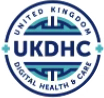 UNITED KINGDOM
UKDHC
DIGITAL HEALTH & CARE